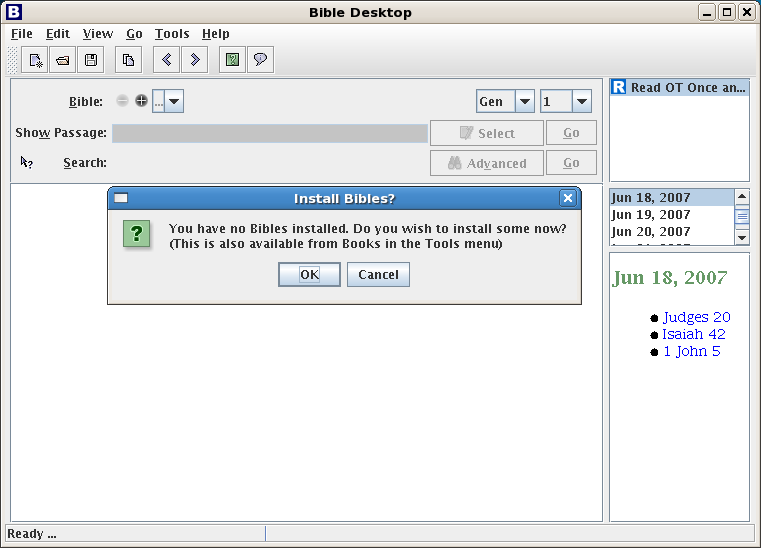 B Bible Desktop
File Edit View Go Tools Help
Bible: ... Gen 1
Show Passage: Select Go
Search: Advanced Go
R Read OT Once an...
Install Bibles?
? You have no Bibles installed. Do you wish to install some now?
(This is also available from Books in the Tools menu)
OK Cancel
Jun 18, 2007
Jun 19, 2007
Jun 20, 2007
Jun 18, 2007
Judges 20
Isaiah 42
1 John 5
Ready ...